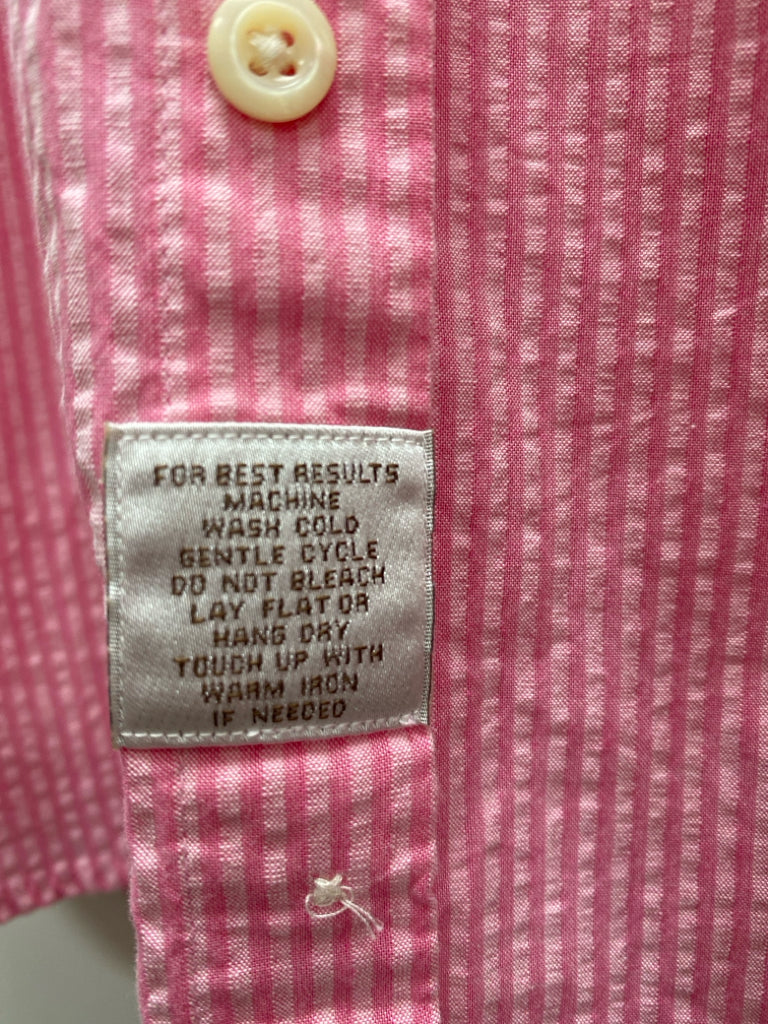 FOR BEST RESULTS
MACHINE
WASH COLD
GENTLE CYCLE
DO NOT BLEACH
LAY FLAT OR
HANG DRY
TOUCH UP WITH
WARM IRON
IF NEEDED